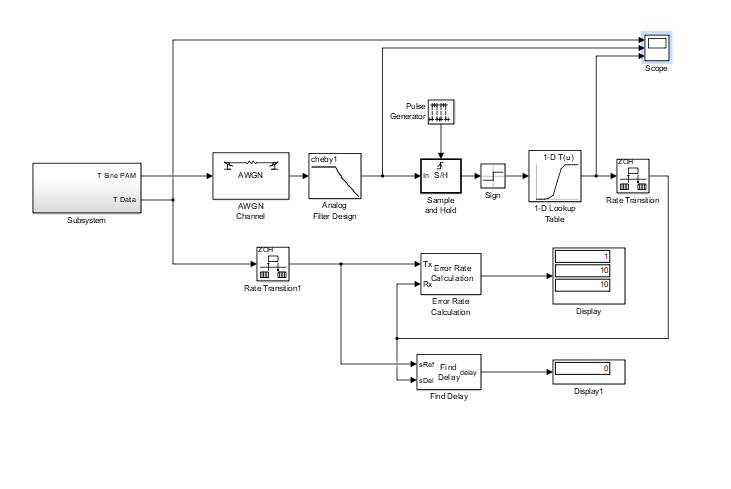 Scope
Pulse
Generator
T Sine PAM
T Data
Subsystem
AWGN
AWGN
Channel
cheby1
Analog
Filter Design
In
S/H
Sample
and Hold
Sign
1-D T(u)
1-D Lookup
Table
ZOH
Rate Transition
ZOH
Rate Transition1
Tx
Rx
Error Rate
Calculation
Error Rate
Calculation
1
10
10
Display
sRef
sDel
Find
Delay
delay
Find Delay
0
Display1